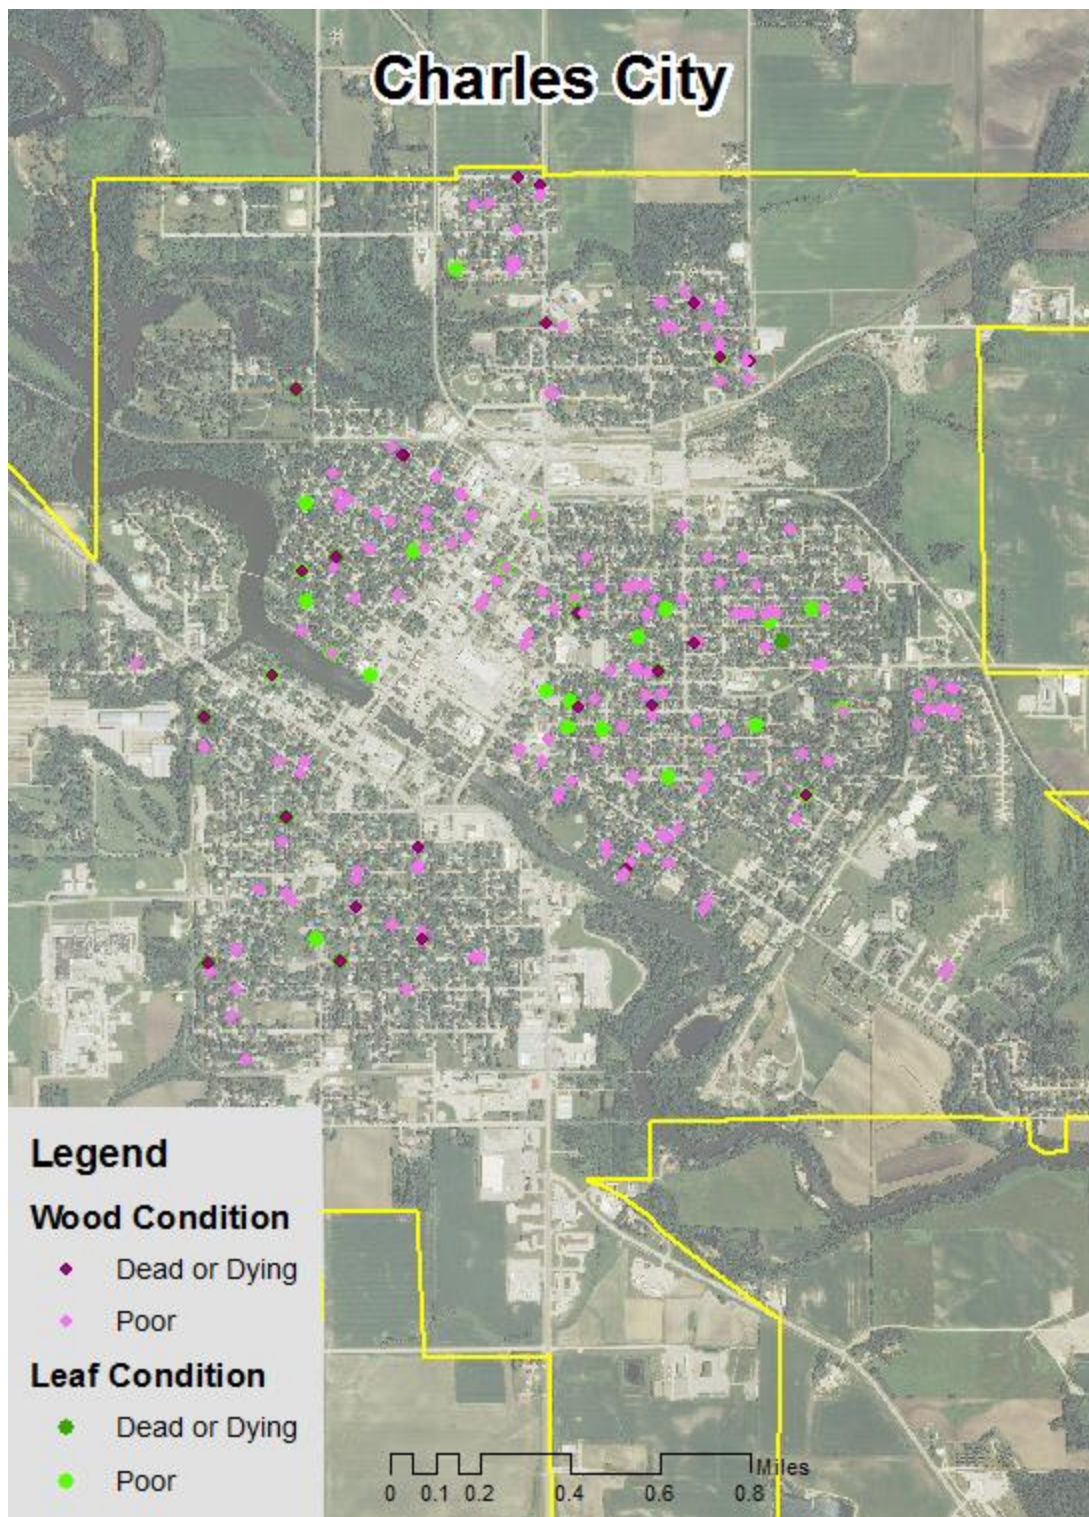 Charles City
Legend
Wood Condition
Dead or Dying
Poor
Leaf Condition
Dead or Dying
Poor
Miles
0 0.1 0.2 0.4 0.6 0.8